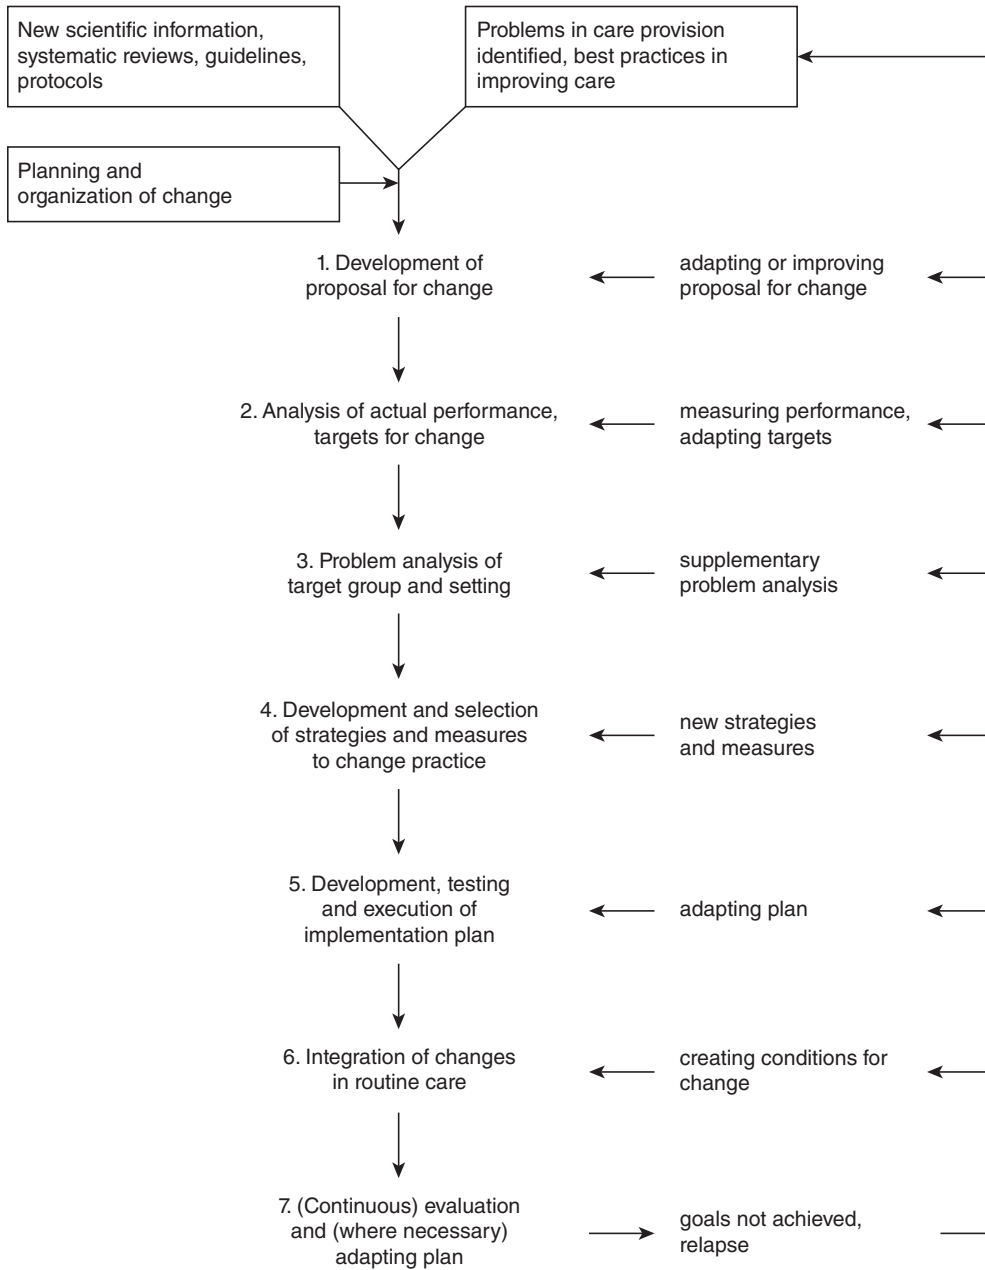 New scientific information,
systematic reviews, guidelines,
protocols
Problems in care provision
identified, best practices in
improving care
Planning and
organization of change
1. Development of
proposal for change
adapting or improving
proposal for change
2. Analysis of actual performance,
targets for change
measuring performance,
adapting targets
3. Problem analysis of
target group and setting
supplementary
problem analysis
4. Development and selection
of strategies and measures
to change practice
new strategies
and measures
5. Development, testing
and execution of
implementation plan
adapting plan
6. Integration of changes
in routine care
creating conditions for
change
7. (Continuous) evaluation
and (where necessary)
adapting plan
goals not achieved,
relapse